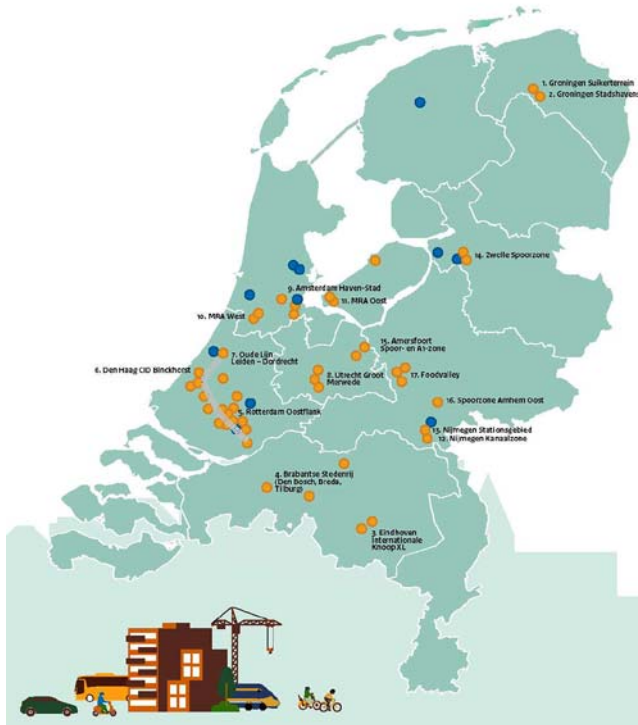 1. Groningen Suikerterrein
2. Groningen Stadshavens
14. Zwolle Spoorzone
9. Amsterdam Haven-Stad
11. MRA Oost
10. MRA West
15. Amersfoort
Spoor- en A1-zone
7. Oude Lijn
Leiden – Dordrecht
6. Den Haag CID Binckhorst
8. Utrecht Groot
Merwede
17. Foodvalley
16. Spoorzone Arnhem Oost
5. Rotterdam Oostflank
13. Nijmegen Stationsgebied
12. Nijmegen Kanaalzone
4. Brabantse Stedenrij
(Den Bosch, Breda,
Tilburg)
3. Eindhoven
Internationale
Knoop XL